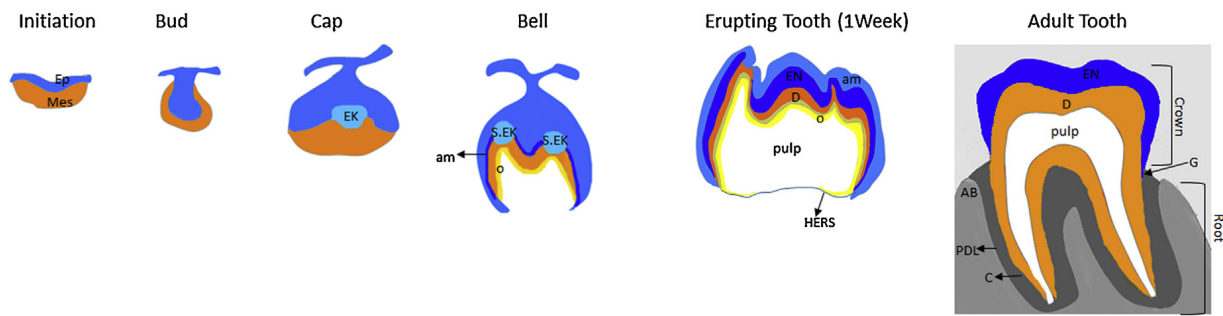 Initiation
Bud
Cap
Bell
Erupting Tooth (1Week)
Adult Tooth
Ep
Mes
EK
S.EK
S.EK
am
o
EN
am
D
o
pulp
HERS
EN
D
pulp
Crown
G
AB
PDL
C
Root